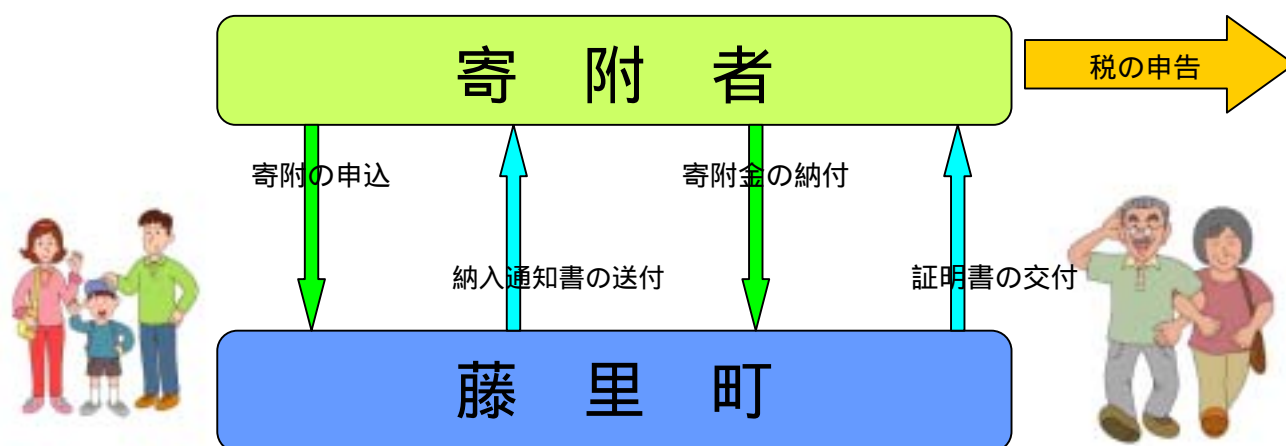 寄附者
税の申告
寄附の申込
寄附金の納付
納入通知書の送付
証明書の交付
藤里町